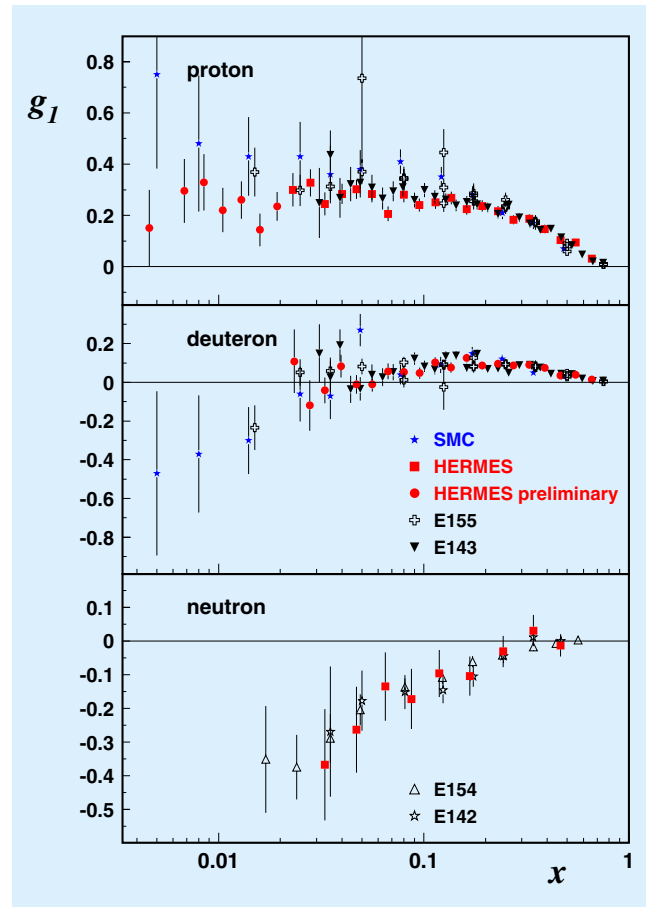 g1
proton
0.8
0.6
0.4
0.2
0
deuteron
0.2
0
-0.2
-0.4
-0.6
-0.8
SMC
HERMES
HERMES preliminary
E155
E143
neutron
0.1
0
-0.1
-0.2
-0.3
-0.4
-0.5
E154
E142
0.01
0.1
1
x